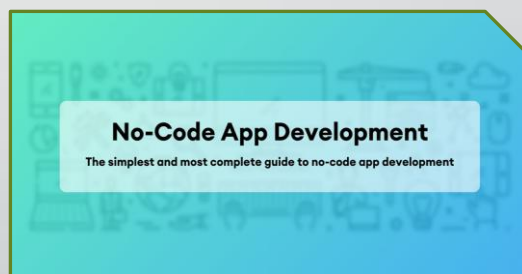 No-Code App Development
The simplest and most complete guide to no-code app development